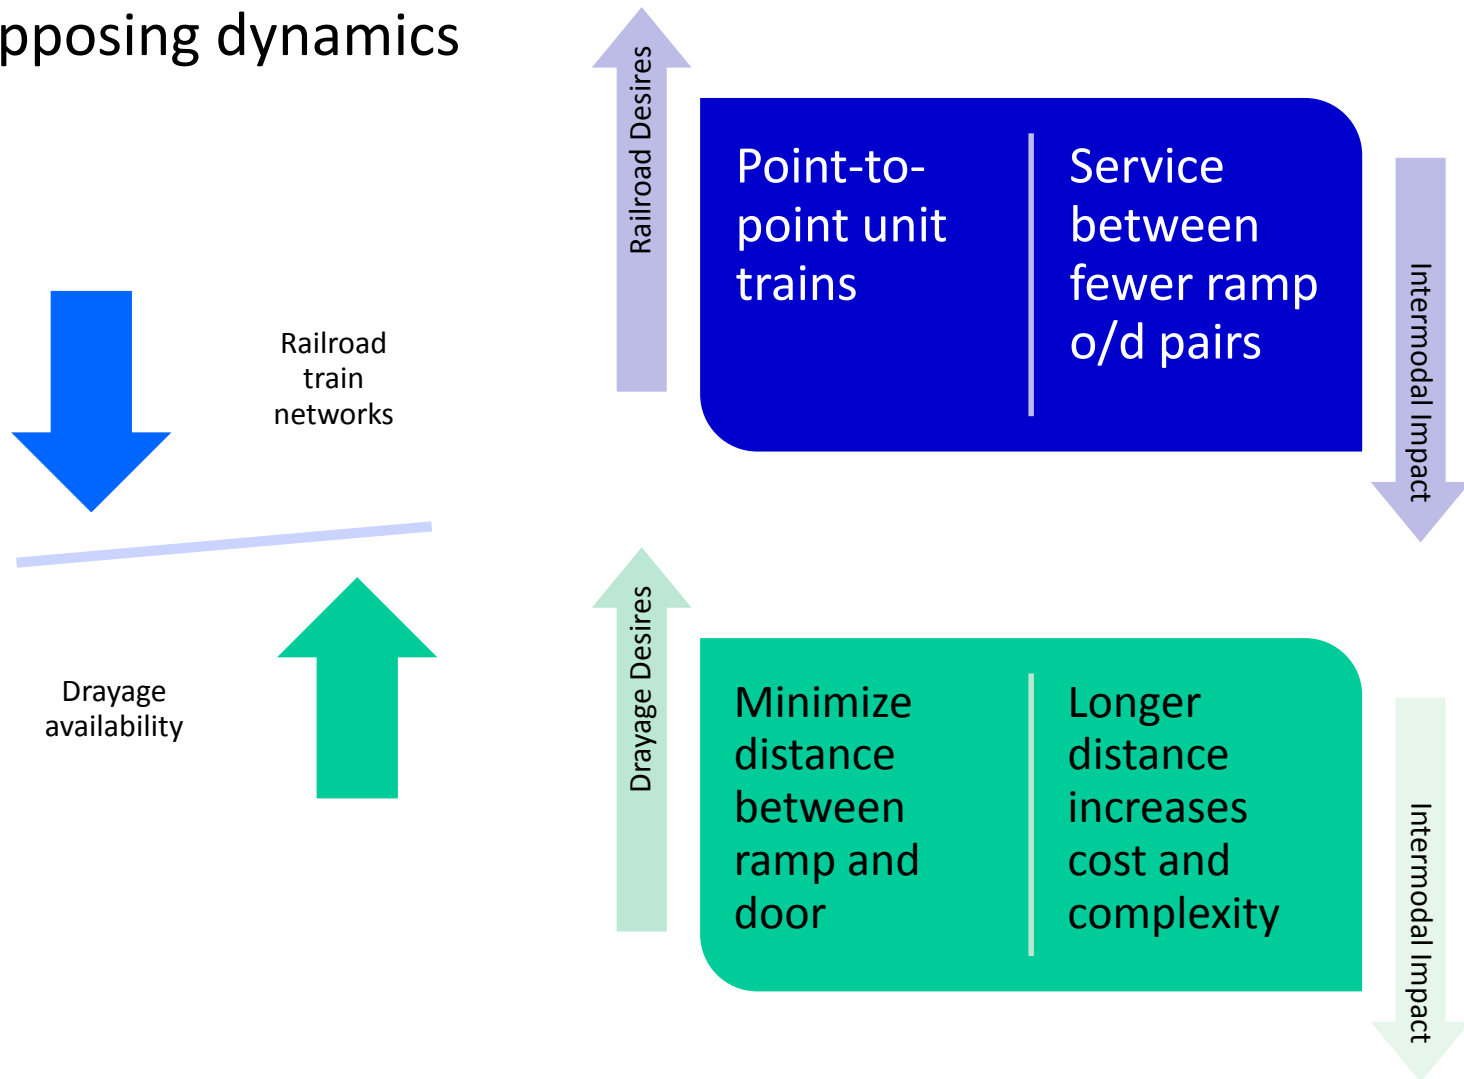 pposing dynamics
Railroad
train
networks
Drayage
availability
Railroad Desires
Point-to-
point unit
trains
Service
between
fewer ramp
o/d pairs
Intermodal Impact
Drayage Desires
Minimize
distance
between
ramp and
door
Longer
distance
increases
cost and
complexity
Intermodal Impact